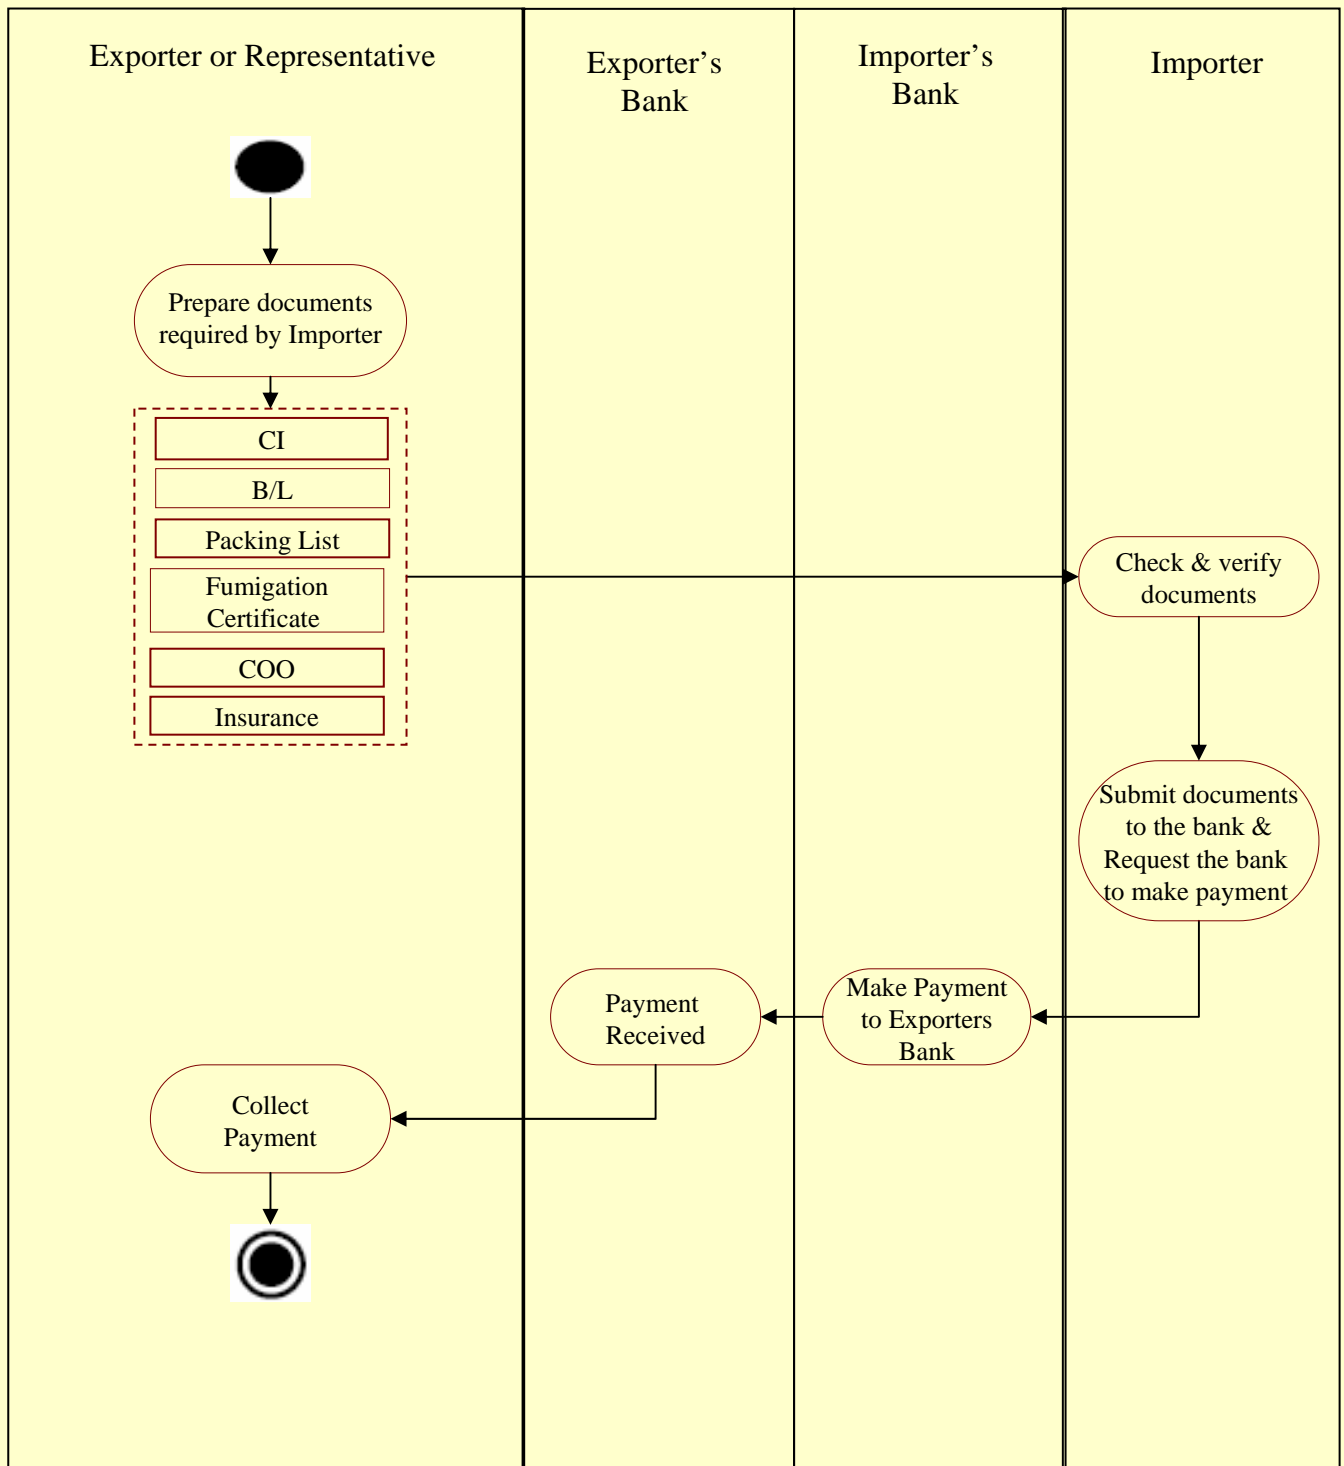 Exporter or Representative
Exporter’s
Bank
Importer’s
Bank
Importer
Prepare documents
required by Importer
CI
B/L
Packing List
Fumigation
Certificate
COO
Insurance
Check & verify
documents
Submit documents
to the bank &
Request the bank
to make payment
Make Payment
to Exporters
Bank
Payment
Received
Collect
Payment